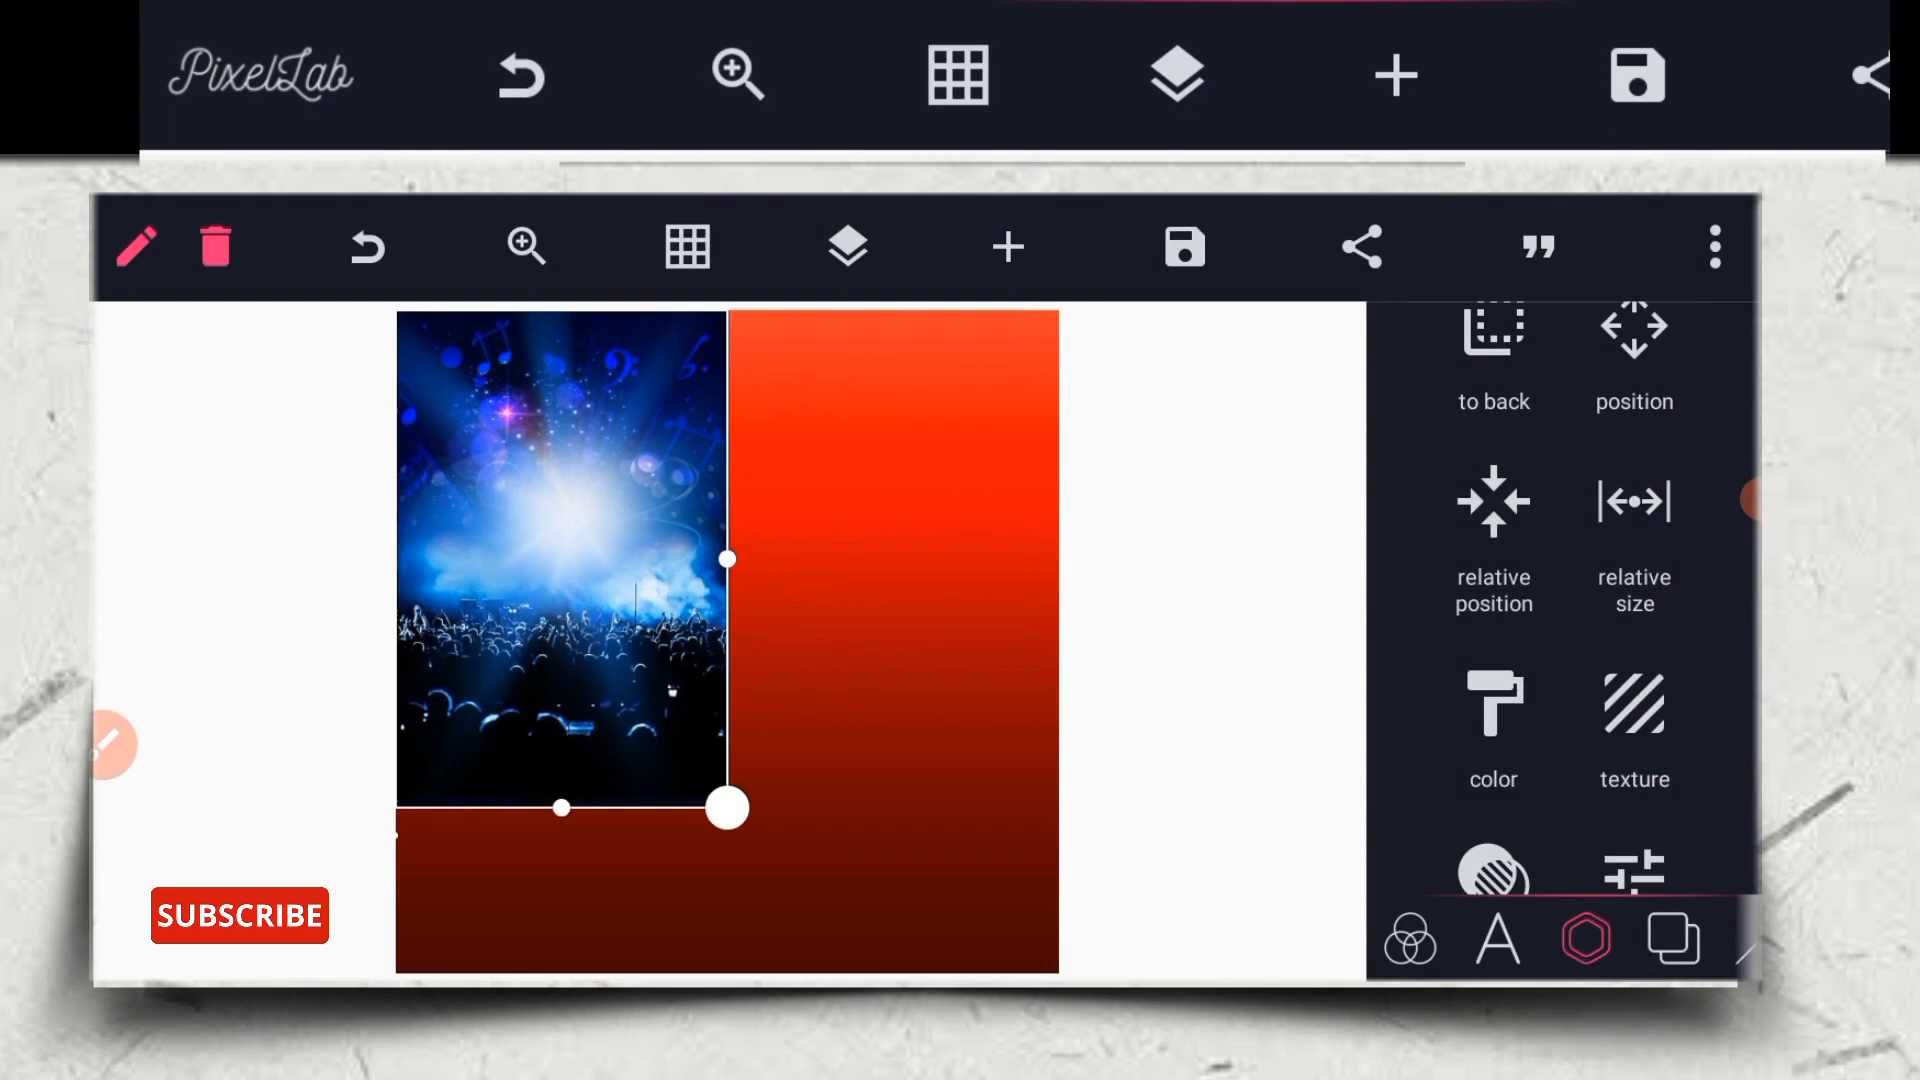 PixelLab
to back
position
relative
position
relative
size
color
texture
SUBSCRIBE